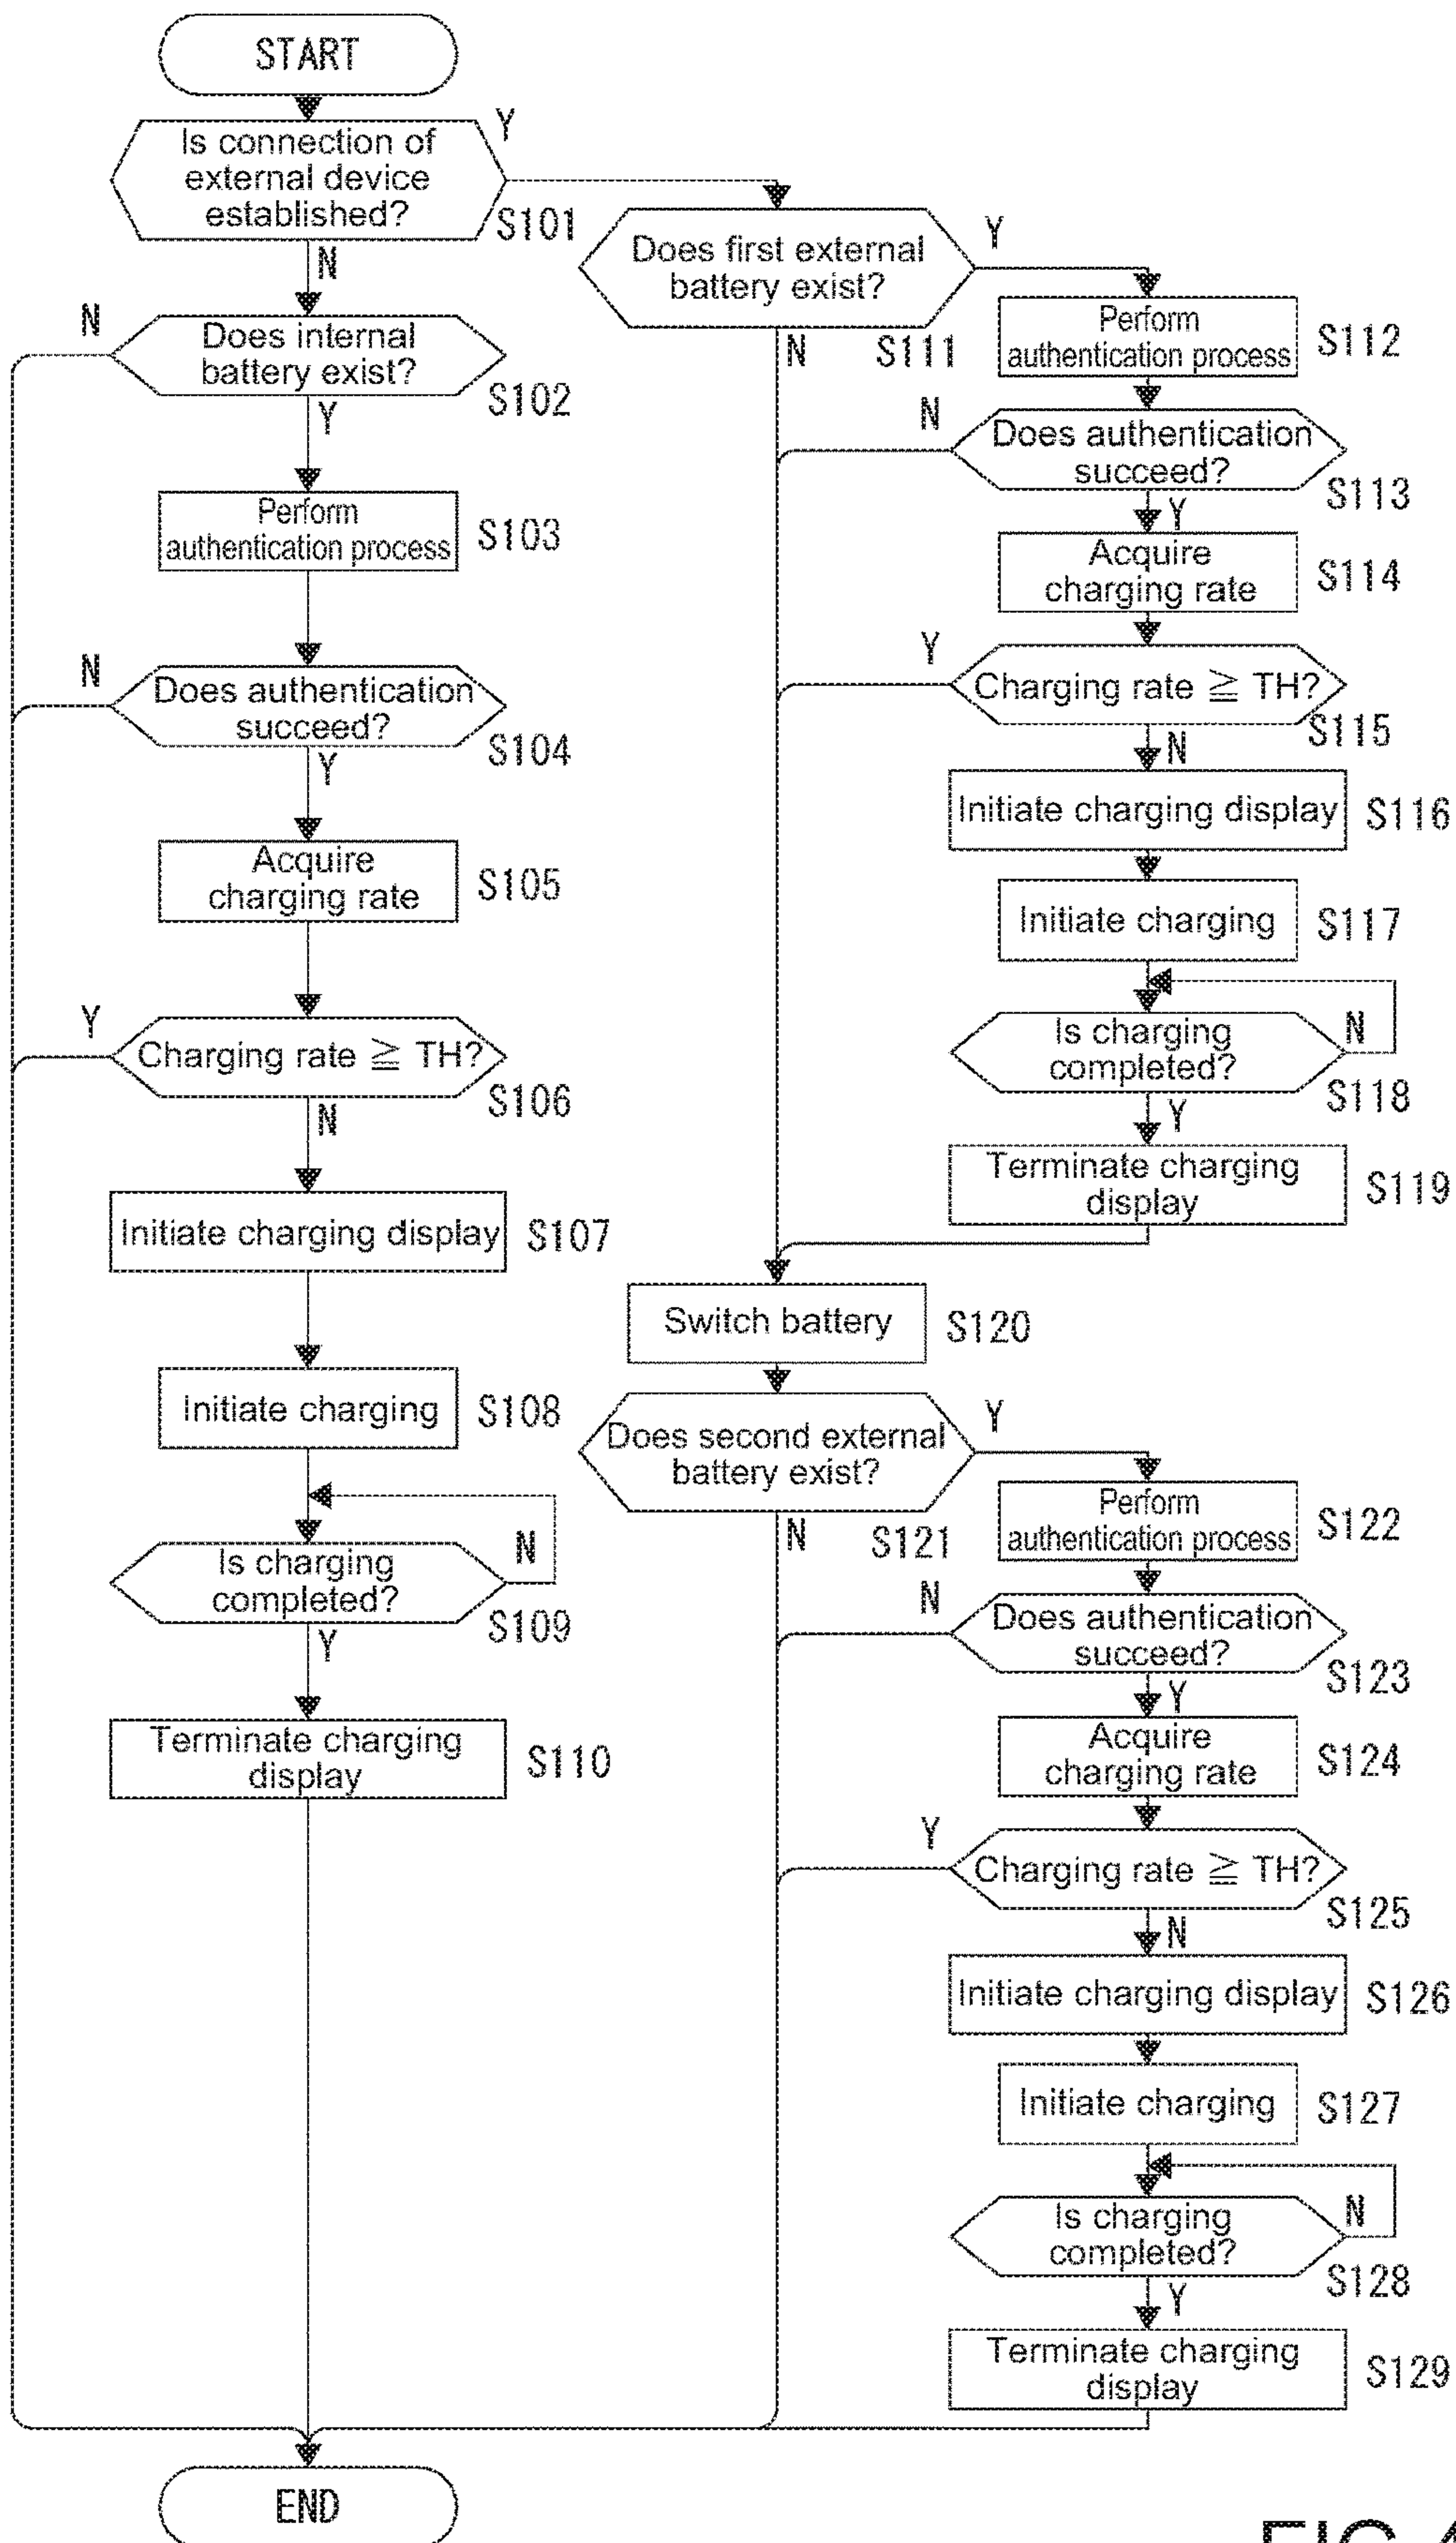 START
Is connection of
external device
established?
Y
S101
N
Does internal
battery exist?
N
S102
Y
Perform
authentication process
S103
Does authentication
succeed?
N
S104
Y
Acquire
charging rate
S105
Charging rate ≧ TH?
Y
S106
N
Initiate charging display
S107
Initiate charging
S108
Is charging
completed?
N
S109
Y
Terminate charging
display
S110
Does first external
battery exist?
Y
S111
N
Perform
authentication process
S112
Does authentication
succeed?
N
S113
Y
Acquire
charging rate
S114
Charging rate ≧ TH?
Y
S115
N
Initiate charging display
S116
Initiate charging
S117
Is charging
completed?
N
S118
Y
Terminate charging
display
S119
Switch battery
S120
Does second external
battery exist?
Y
S121
N
Perform
authentication process
S122
Does authentication
succeed?
N
S123
Y
Acquire
charging rate
S124
Charging rate ≧ TH?
Y
S125
N
Initiate charging display
S126
Initiate charging
S127
Is charging
completed?
N
S128
Y
Terminate charging
display
S129
END